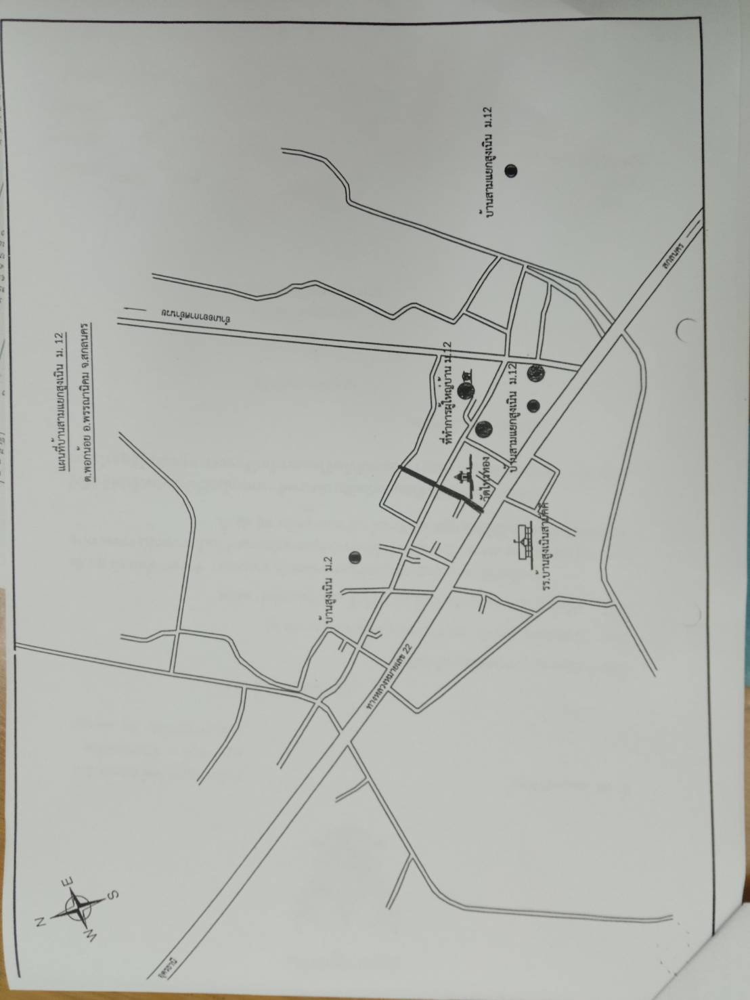 แผนที่บ้านสามแยกสูงเนิน ม. 12
ต.พอกน้อย อ.พรรณานิคม จ.สกลนคร
N
E
S
W
อำเภอวานรนิวาส
บ้านสามแยกสูงเนิน ม.12
ที่ทำการผู้ใหญ่บ้าน ม.12
บ้านสูงเนิน ม.2
วัดโพธิ์ทอง
บ้านสามแยกสูงเนิน ม.12
รร.บ้านสูงเนินสามัคคี
ทางหลวงหมายเลข 22
อุดรธานี
สกลนคร